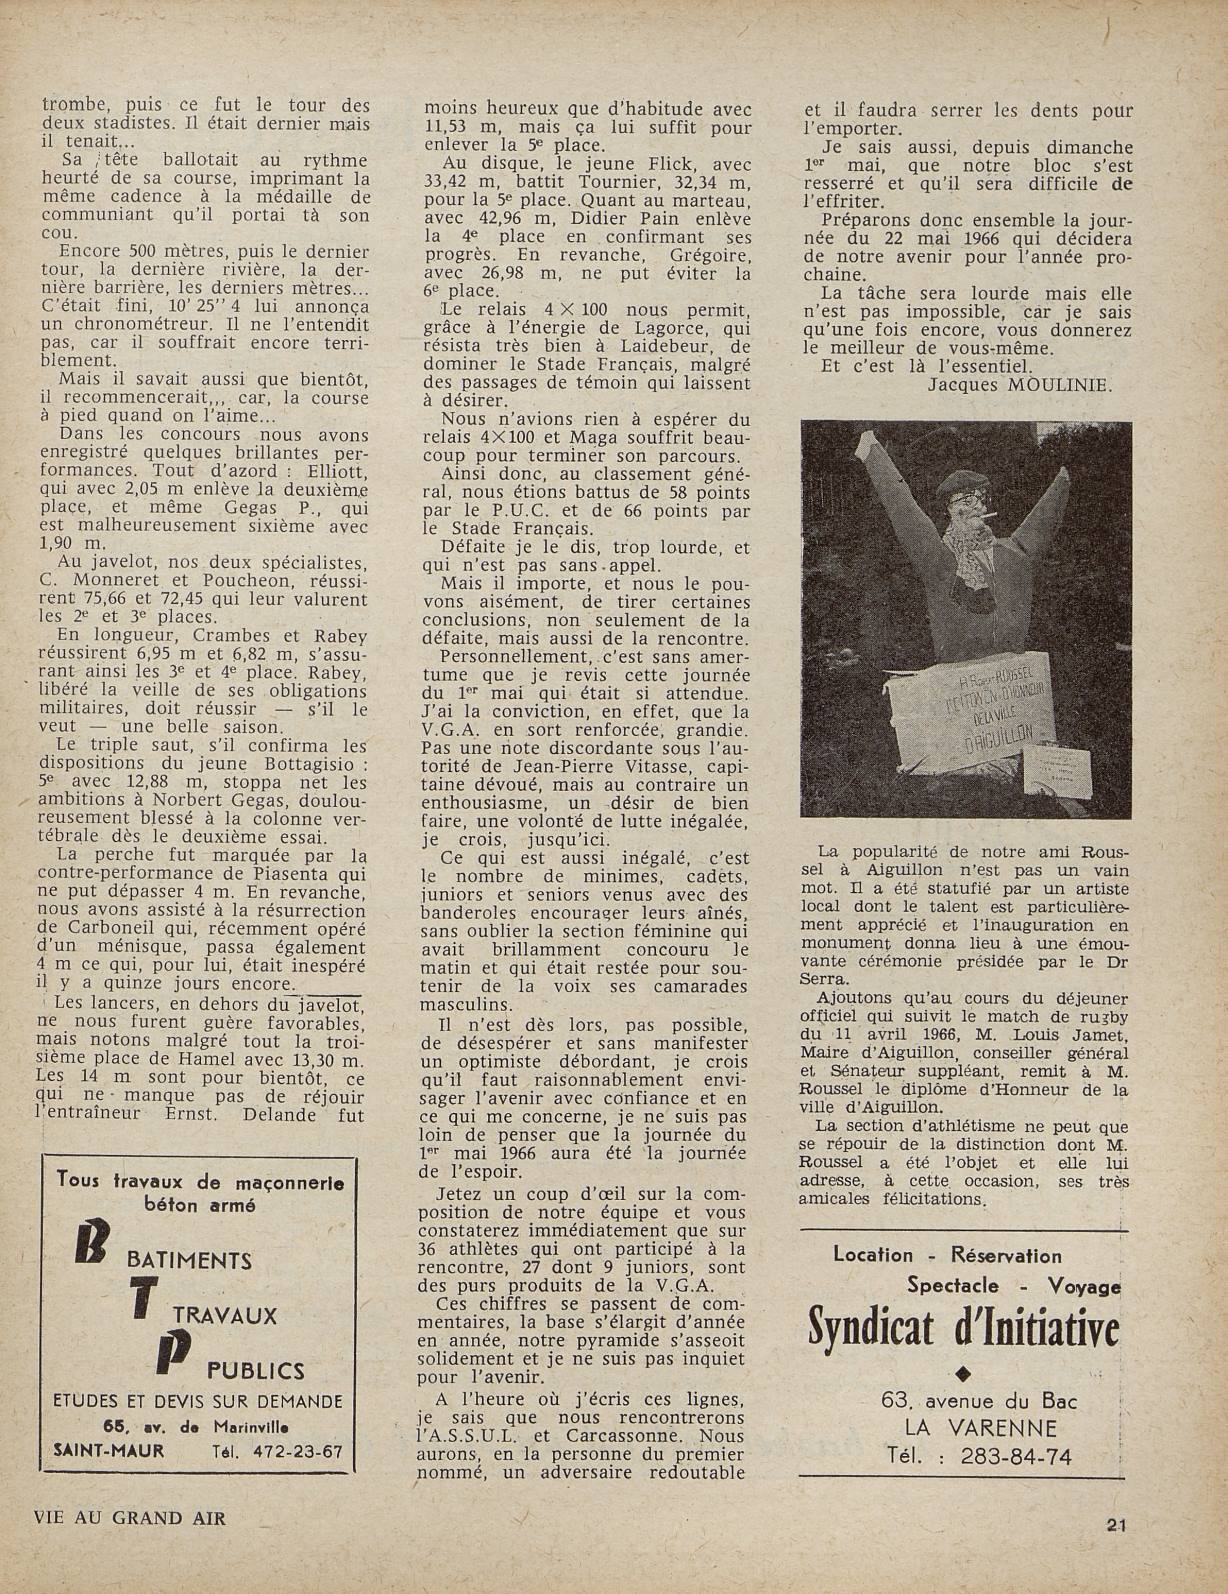 trombe, puis ce fut le tour des
deux stadistes. Il était dernier mais
il tenait...
Sa tête ballotait au rythme
heurté de sa course, imprimant la
même cadence à la médaille de
communiant qu'il portai tà son
cou.
Encore 500 mètres, puis le dernier
tour, la dernière rivière, la der-
nière barrière, les derniers mètres...
C'était fini, 10' 25'' 4 lui annonça
un chronométreur. Il ne l'entendit
pas, car il souffrait encore terri-
blement.
Mais il savait aussi que bientôt,
il recommencerait,,, car, la course
à pied quand on l'aime...
Dans les concours nous avons
enregistré quelques brillantes per-
formances. Tout d'azord : Elliott,
qui avec 2,05 m enlève la deuxième
place, et même Gegas P., qui
est malheureusement sixième avec
1,90 m.
Au javelot, nos deux spécialistes,
C. Monneret et Poucheon, réussi-
rent 75,66 et 72,45 qui leur valurent
les 2e et 3e places.
En longueur, Crambes et Rabey
réussirent 6,95 m et 6,82 m, s'assu-
rant ainsi les 3e et 4e place. Rabey,
libéré la veille de ses obligations
militaires, doit réussir — s'il le
veut — une belle saison.
Le triple saut, s'il confirma les
dispositions du jeune Bottagisio :
5e avec 12,88 m, stoppa net les
ambitions à Norbert Gegas, doulou-
reusement blessé à la colonne ver-
tébrale dès le deuxième essai.
La perche fut marquée par la
contre-performance de Piasenta qui
ne put dépasser 4 m. En revanche,
nous avons assisté à la résurrection
de Carboneil qui, récemment opéré
d'un ménisque, passa également
4 m ce qui, pour lui, était inespéré
il y a quinze jours encore.
Les lancers, en dehors du javelot,
ne nous furent guère favorables,
mais notons malgré tout la troi-
sième place de Hamel avec 13,30 m.
Les 14 m sont pour bientôt, ce
qui ne manque pas de réjouir
l'entraîneur Ernst. Delande fut
Tous travaux de maçonnerie
béton armé
B BATIMENTS
T TRAVAUX
P PUBLICS
ETUDES ET DEVIS SUR DEMANDE
65, av. de Marinville
SAINT-MAUR Tél. 472-23-67
moins heureux que d'habitude avec
11,53 m, mais ça lui suffit pour
enlever la 5e place.
Au disque, le jeune Flick, avec
33,42 m, battit Tournier, 32,34 m,
pour la 5e place. Quant au marteau,
avec 42,96 m, Didier Pain enlève
la 4e place en confirmant ses
progrès. En revanche, Grégoire,
avec 26,98 m, ne put éviter la
6e place.
Le relais 4 X 100 nous permit,
grâce à l'énergie de Lagorce, qui
résista très bien à Laidebeur, de
dominer le Stade Français, malgré
des passages de témoin qui laissent
à désirer.
Nous n'avions rien à espérer du
relais 4X100 et Maga souffrit beau-
coup pour terminer son parcours.
Ainsi donc, au classement géné-
ral, nous étions battus de 58 points
par le P.U.C. et de 66 points par
le Stade Français.
Défaite je le dis, trop lourde, et
qui n'est pas sans appel.
Mais il importe, et nous le pou-
vons aisément, de tirer certaines
conclusions, non seulement de la
défaite, mais aussi de la rencontre.
Personnellement, c'est sans amer-
tume que je revis cette journée
du 1er mai qui était si attendue.
J'ai la conviction, en effet, que la
V.G.A. en sort renforcée, grandie.
Pas une note discordante sous l'au-
torité de Jean-Pierre Vitasse, capi-
taine dévoué, mais au contraire un
enthousiasme, un désir de bien
faire, une volonté de lutte inégalée,
je crois, jusqu'ici.
Ce qui est aussi inégalé, c'est
le nombre de minimes, cadets,
juniors et seniors venus avec des
banderoles encourager leurs aînés,
sans oublier la section féminine qui
avait brillamment concouru le
matin et qui était restée pour sou-
tenir de la voix ses camarades
masculins.
Il n'est dès lors, pas possible,
de désespérer et sans manifester
un optimiste débordant, je crois
qu'il faut raisonnablement envi-
sager l'avenir avec confiance et en
ce qui me concerne, je ne suis pas
loin de penser que la journée du
1er mai 1966 aura été la journée
de l'espoir.
Jetez un coup d'œil sur la com-
position de notre équipe et vous
constaterez immédiatement que sur
36 athlètes qui ont participé à la
rencontre, 27 dont 9 juniors, sont
des purs produits de la V.G.A.
Ces chiffres se passent de com-
mentaires, la base s'élargit d'année
en année, notre pyramide s'asseoit
solidement et je ne suis pas inquiet
pour l'avenir.
A l'heure où j'écris ces lignes,
je sais que nous rencontrerons
l'A.S.S.U.L. et Carcassonne. Nous
aurons, en la personne du premier
nommé, un adversaire redoutable
et il faudra serrer les dents pour
l'emporter.
Je sais aussi, depuis dimanche
1er mai, que notre bloc s'est
resserré et qu'il sera difficile de
l'effriter.
Préparons donc ensemble la jour-
née du 22 mai 1966 qui décidera
de notre avenir pour l'année pro-
chaine.
La tâche sera lourde mais elle
n'est pas impossible, car je sais
qu'une fois encore, vous donnerez
le meilleur de vous-même.
Et c'est là l'essentiel.
Jacques MOULINIE.
A Robert ROUSSEL
CITOYEN D'HONNEUR
DE LA VILLE
D'AIGUILLON
La popularité de notre ami Rous-
sel à Aiguillon n'est pas un vain
mot. Il a été statufié par un artiste
local dont le talent est particulière-
ment apprécié et l'inauguration en
monument donna lieu à une émou-
vante cérémonie présidée par le Dr
Serra.
Ajoutons qu'au cours du déjeuner
officiel qui suivit le match de rugby
du 11 avril 1966, M. Louis Jamet,
Maire d'Aiguillon, conseiller général
et Sénateur suppléant, remit à M.
Roussel le diplôme d'Honneur de la
ville d'Aiguillon.
La section d'athlétisme ne peut que
se répouir de la distinction dont M.
Roussel a été l'objet et elle lui
adresse, à cette occasion, ses très
amicales félicitations.
Location - Réservation
Spectacle - Voyage
Syndicat d'Initiative
63, avenue du Bac
LA VARENNE
Tél. : 283-84-74
VIE AU GRAND AIR
21